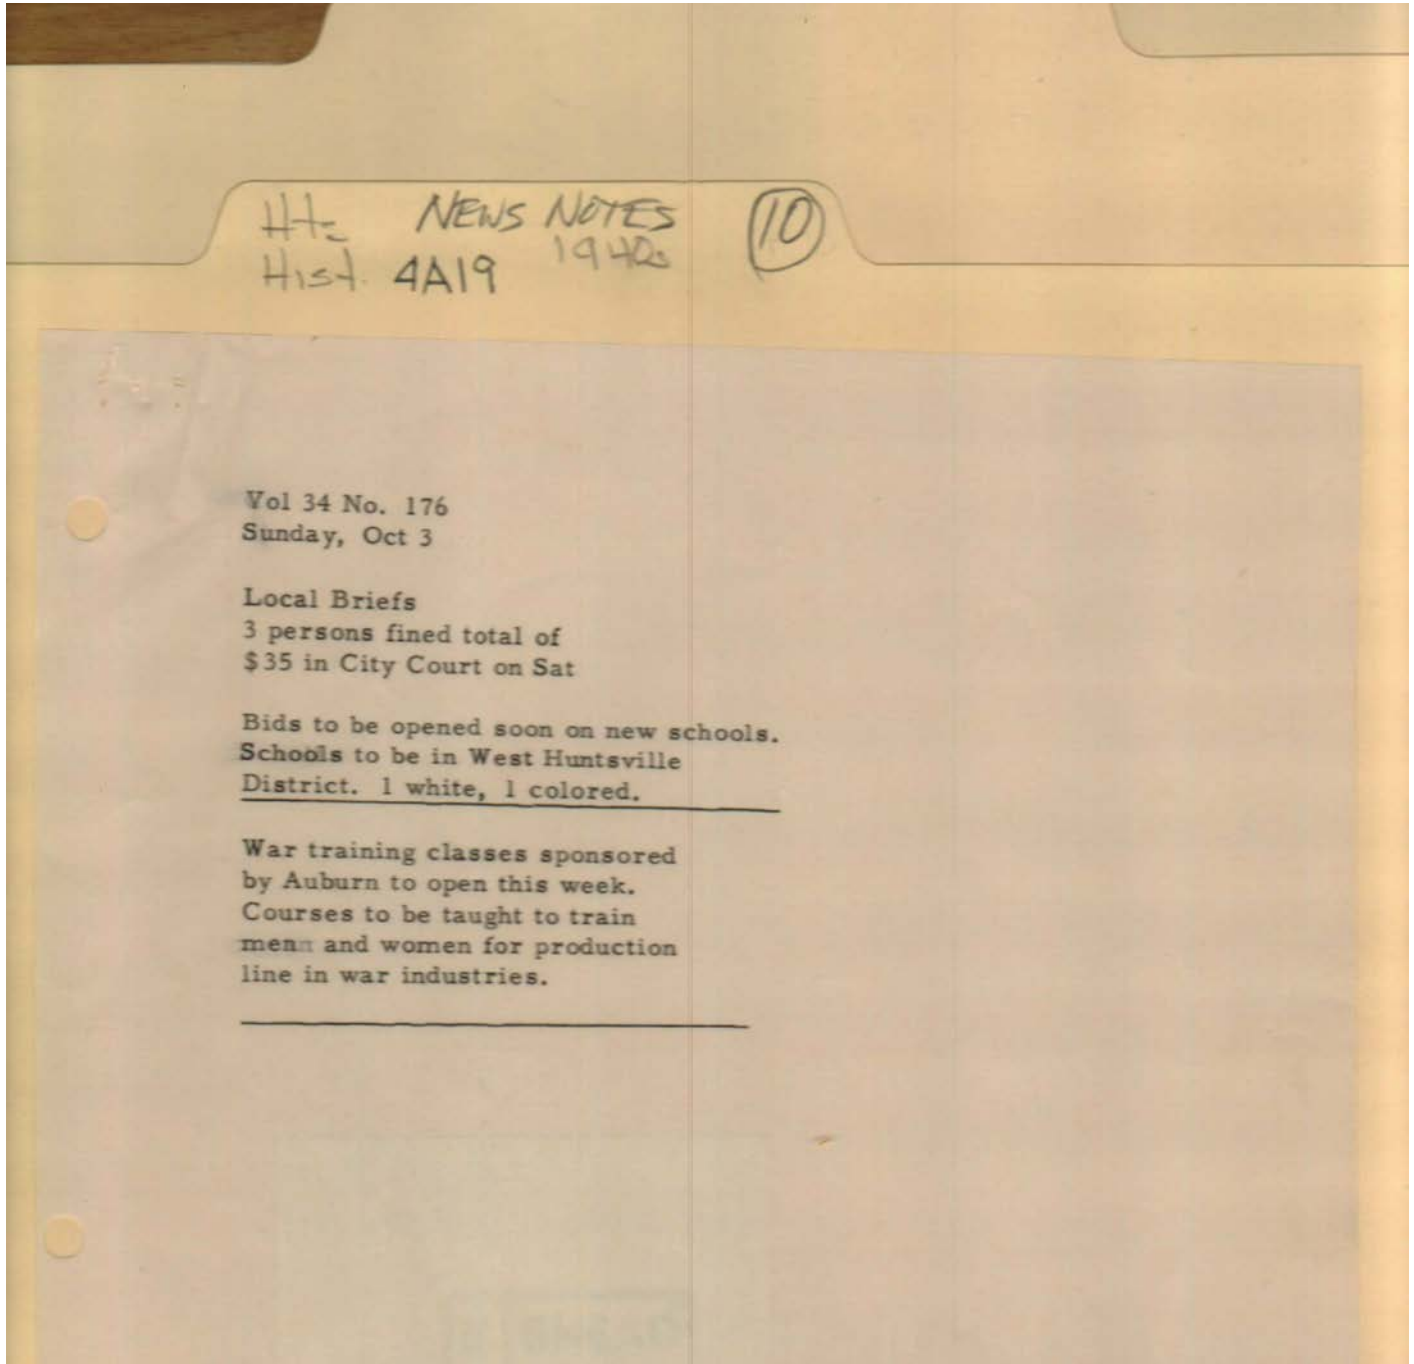 Hts NEWS NOTES 10
Hist. 4A19 1940s
Vol 34 No. 176
Sunday, Oct 3
Local Briefs
3 persons fined total of
$35 in City Court on Sat
Bids to be opened soon on new schools.
Schools to be in West Huntsville
District. 1 white, 1 colored.
War training classes sponsored
by Auburn to open this week.
Courses to be taught to train
men and women for production
line in war industries.